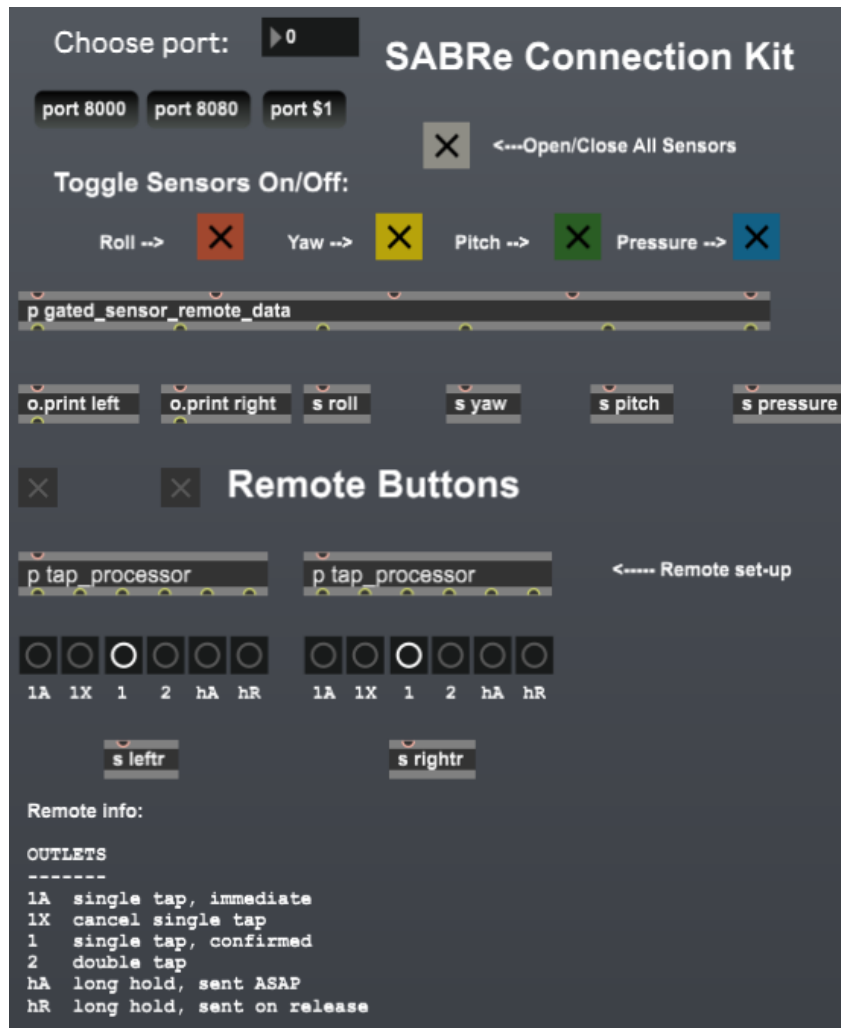 Choose port: 0
SABRe Connection Kit
port 8000 port 8080 port $1
<---Open/Close All Sensors
Toggle Sensors On/Off:
Roll --> Yaw --> Pitch --> Pressure -->
p gated_sensor_remote_data
o.print left o.print right s roll s yaw s pitch s pressure
Remote Buttons
p tap_processor p tap_processor <----- Remote set-up
1A 1X 1 2 hA hR 1A 1X 1 2 hA hR
s leftr s rightr
Remote info:
OUTLETS
-------
1A single tap, immediate
1X cancel single tap
1 single tap, confirmed
2 double tap
hA long hold, sent ASAP
hR long hold, sent on release